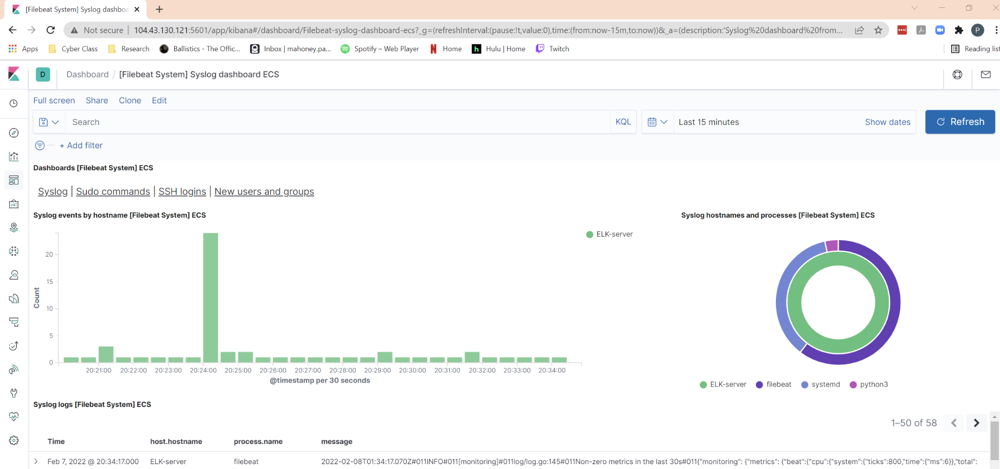 [Filebeat System] Syslog dashboa
Not secure | 104.43.130.121:5601/app/kibana#/dashboard/Filebeat-syslog-dashboard-ecs?_g=(refreshInterval:(pause:!t,value:0),time:(from:now-15m,to:now))&_a=(description:'Syslog%20dashboard%20from... P
Apps Cyber Class Research Ballistics - The Offic... Inbox | mahoney.pa... Spotify – Web Player Home Hulu | Home Twitch Reading list
D Dashboard / [Filebeat System] Syslog dashboard ECS
Full screen Share Clone Edit
Search KQL Last 15 minutes Show dates Refresh
+ Add filter
Dashboards [Filebeat System] ECS
Syslog | Sudo commands | SSH logins | New users and groups
Syslog events by hostname [Filebeat System] ECS
Count
20
15
10
5
0
20:21:00 20:22:00 20:23:00 20:24:00 20:25:00 20:26:00 20:27:00 20:28:00 20:29:00 20:30:00 20:31:00 20:32:00 20:33:00 20:34:00
@timestamp per 30 seconds
ELK-server
Syslog hostnames and processes [Filebeat System] ECS
ELK-server filebeat systemd python3
Syslog logs [Filebeat System] ECS
1–50 of 58
Time host.hostname process.name message
Feb 7, 2022 @ 20:34:17.000 ELK-server filebeat 2022-02-08T01:34:17.070Z#011INFO#011[monitoring]#011log/log.go:145#011Non-zero metrics in the last 30s#011{"monitoring": {"metrics": {"beat":{"cpu":{"system":{"ticks":800,"time":{"ms":6}},"total":